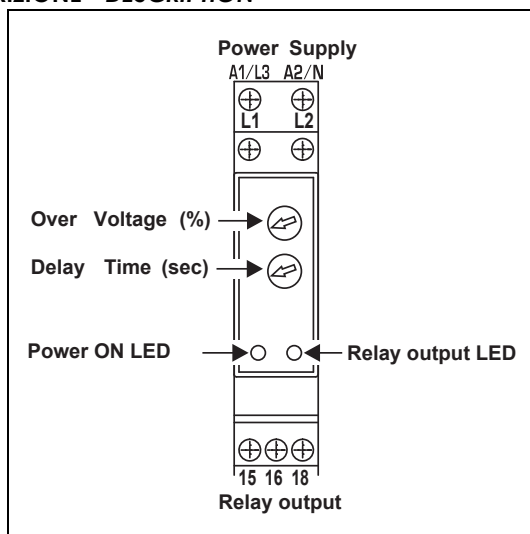 DESCRIPTION
Power Supply
A1/L3 A2/N
L1 L2
Over Voltage (%)
Delay Time (sec)
Power ON LED
Relay output LED
15 16 18
Relay output